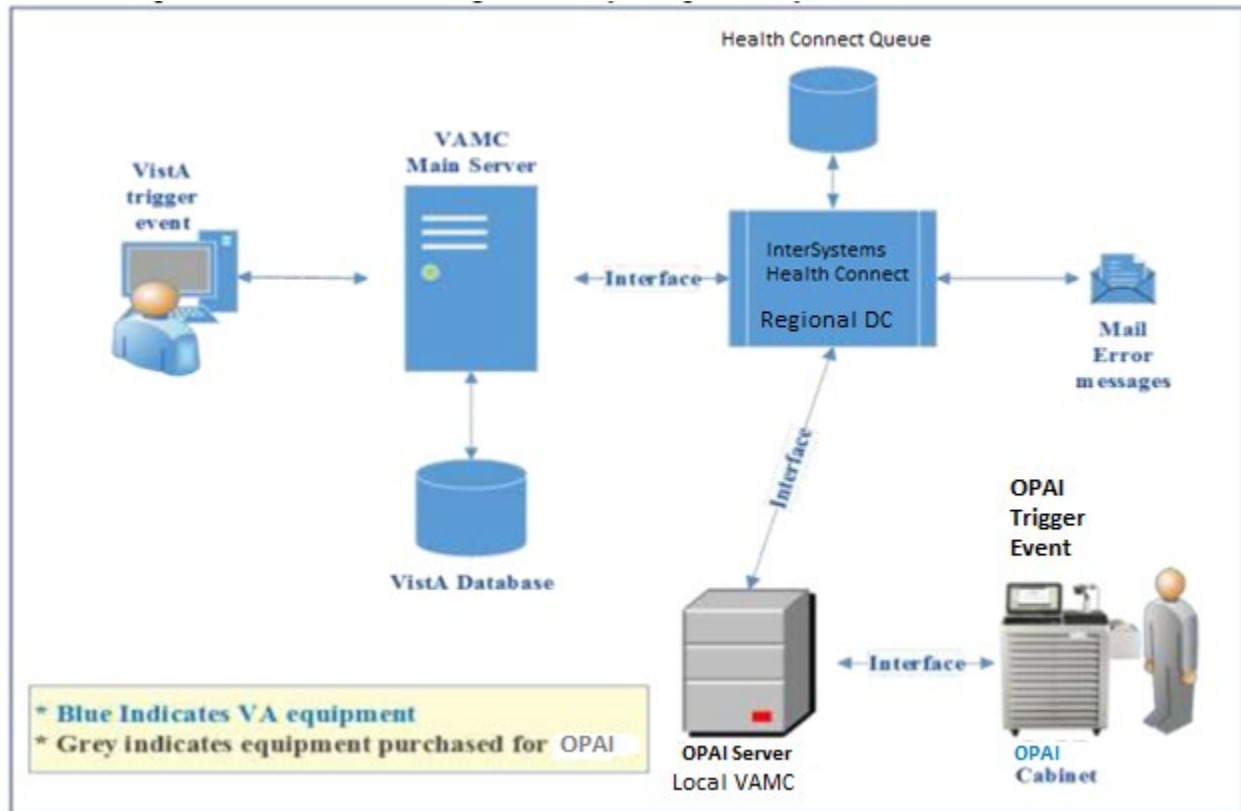 Health Connect Queue
VAMC
Main Server
VistA
trigger
event
InterSystems
Health Connect
Regional DC
Interface
Mail
Error
messages
Interface
VistA Database
OPAI
Trigger
Event
Interface
* Blue Indicates VA equipment
* Grey indicates equipment purchased for OPAI
OPAI Server
Local VAMC
OPAI
Cabinet